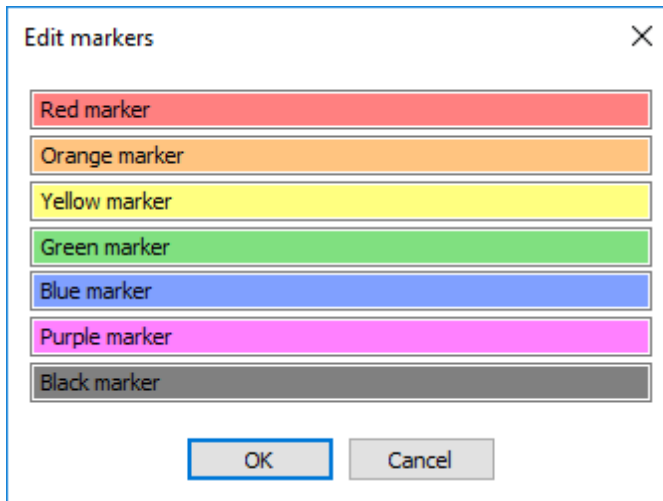 Edit markers
Red marker
Orange marker
Yellow marker
Green marker
Blue marker
Purple marker
Black marker
OK Cancel